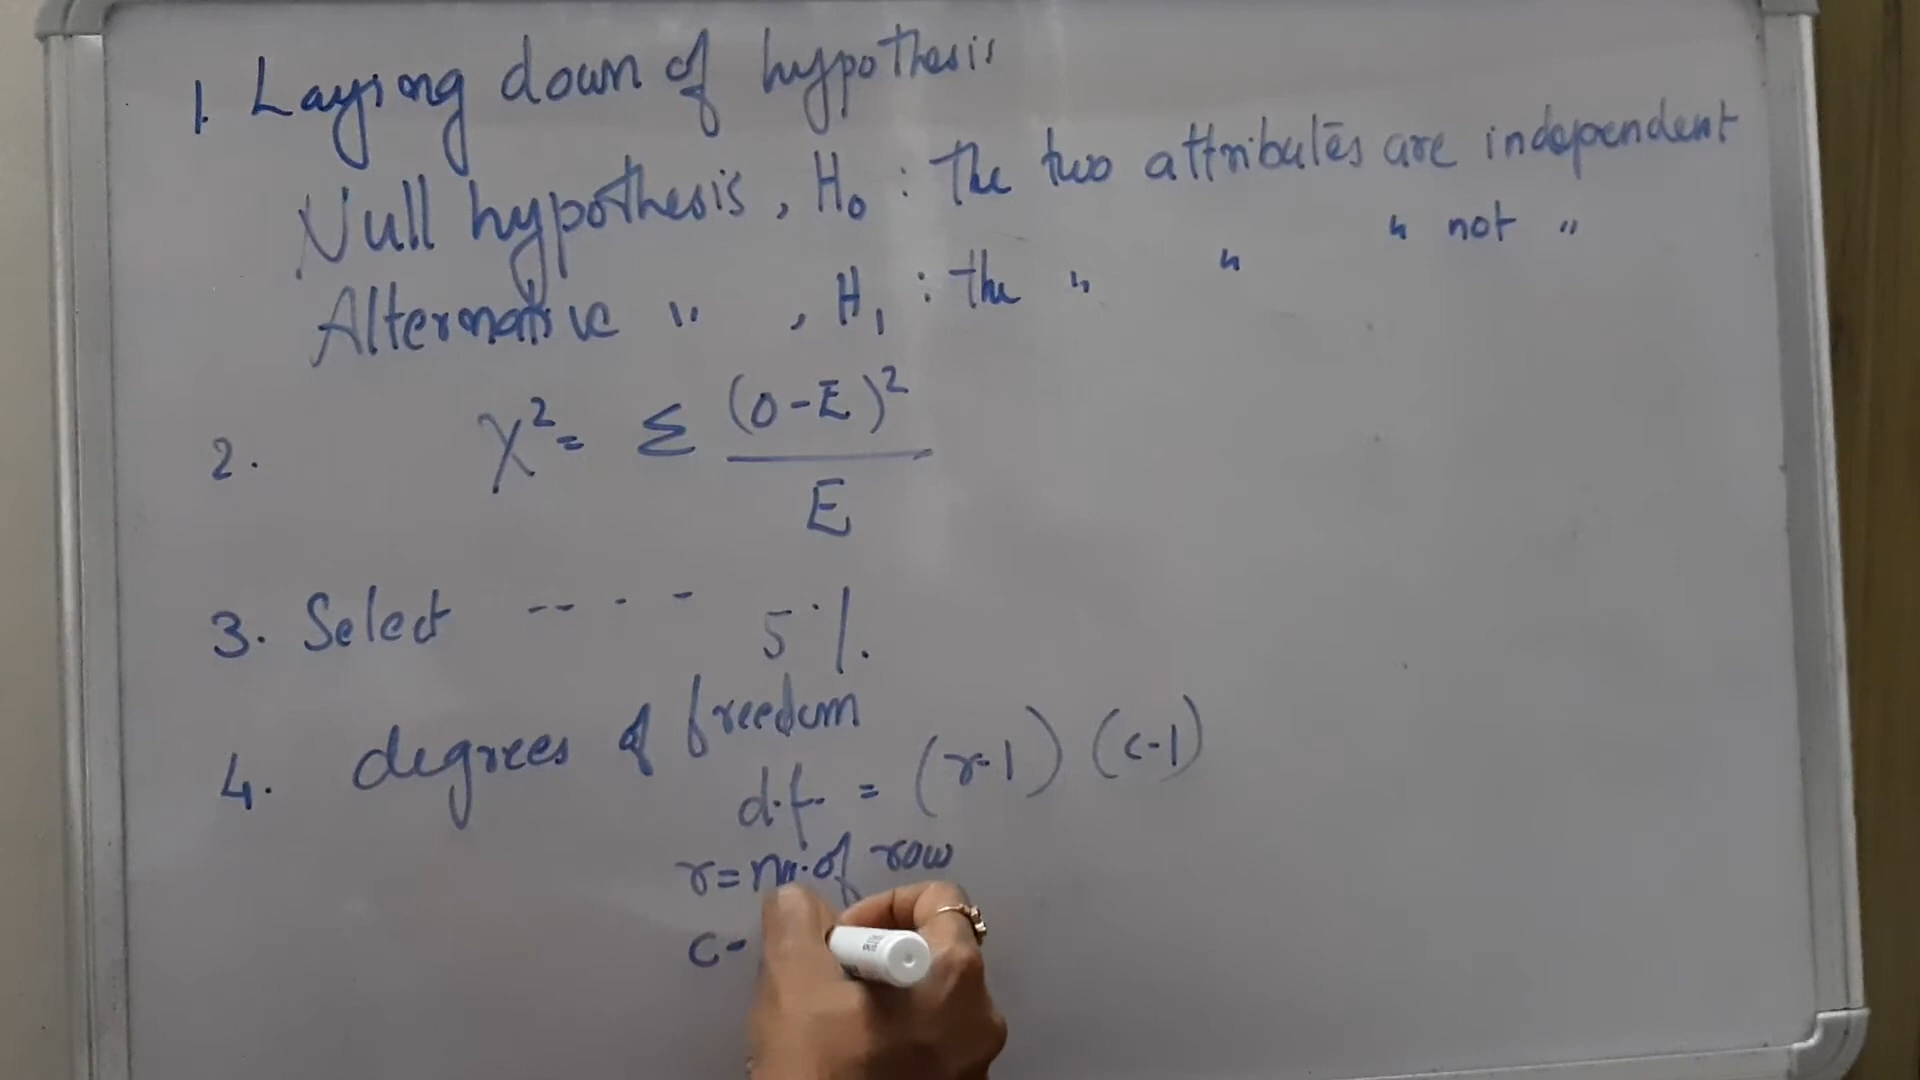 1. Laying down of hypothesis
Null hypothesis, H₀ : The two attributes are independent
Alternative " , H₁ : the " " " not "
2. χ² = Σ (O-E)² / E
3. Select ---- 5%.
4. degrees of freedom
d.f. = (r-1) (c-1)
r = no. of row
c -